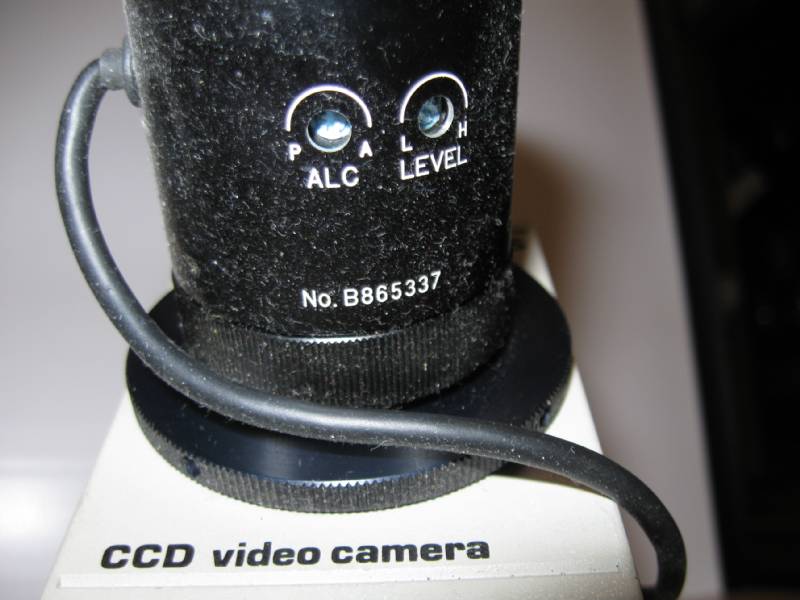 P A L H
ALC LEVEL
No. B865337
CCD video camera